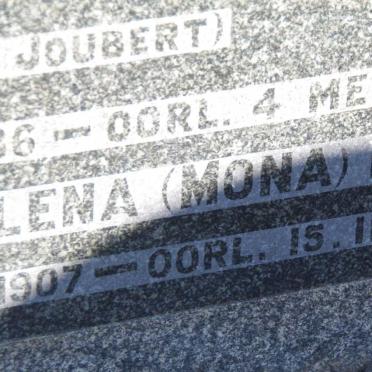 JOUBERT)
36 — OORL. 4 ME
LENA (MONA)
1907 — OORL. 15. 1